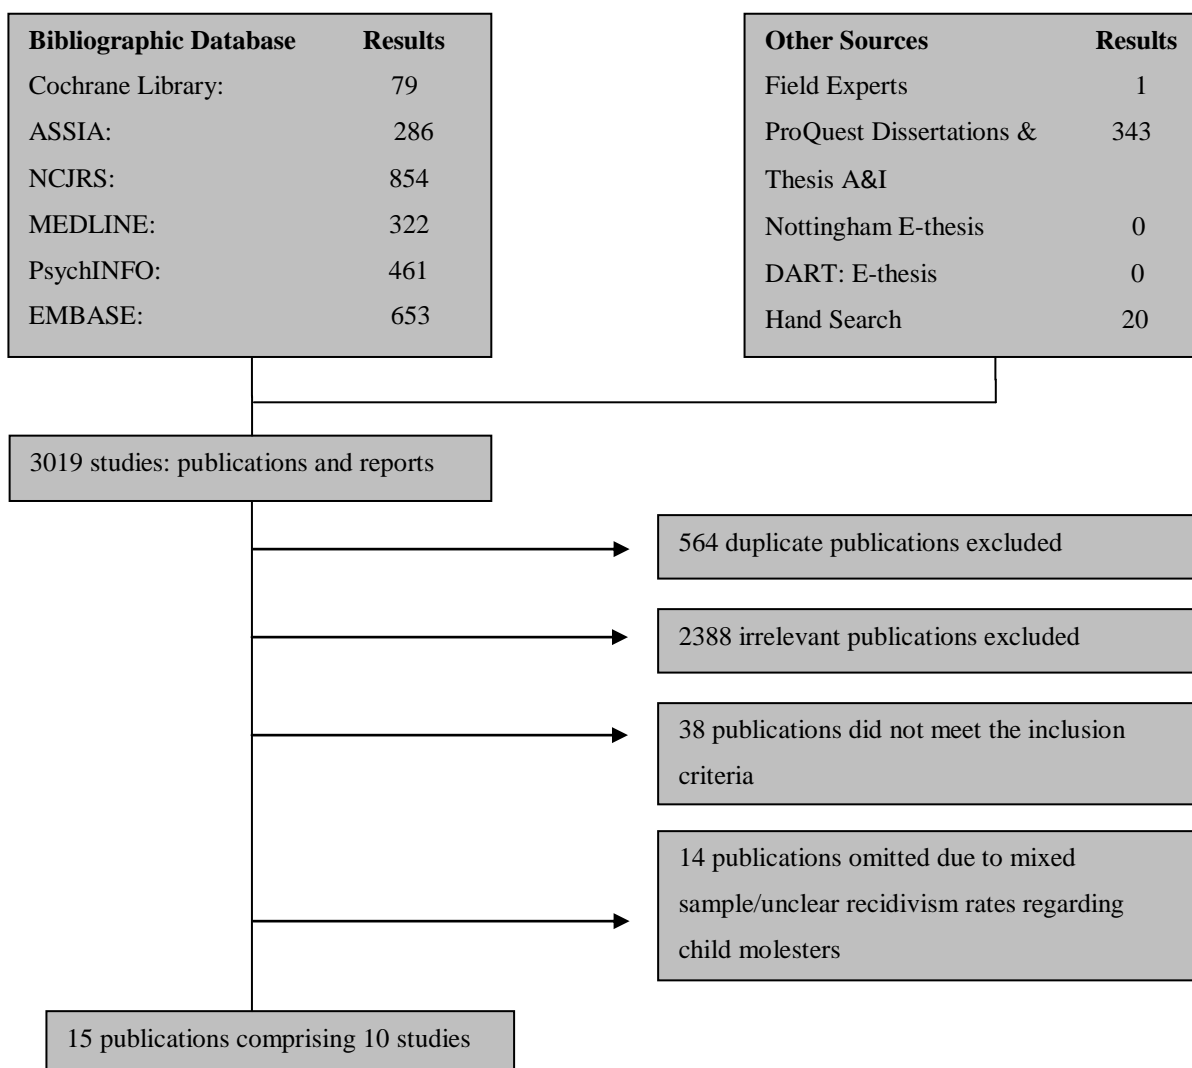 Bibliographic Database Results
Cochrane Library: 79
ASSIA: 286
NCJRS: 854
MEDLINE: 322
PsychINFO: 461
EMBASE: 653
Other Sources Results
Field Experts 1
ProQuest Dissertations & 343
Thesis A&I
Nottingham E-thesis 0
DART: E-thesis 0
Hand Search 20
3019 studies: publications and reports
564 duplicate publications excluded
2388 irrelevant publications excluded
38 publications did not meet the inclusion
criteria
14 publications omitted due to mixed
sample/unclear recidivism rates regarding
child molesters
15 publications comprising 10 studies